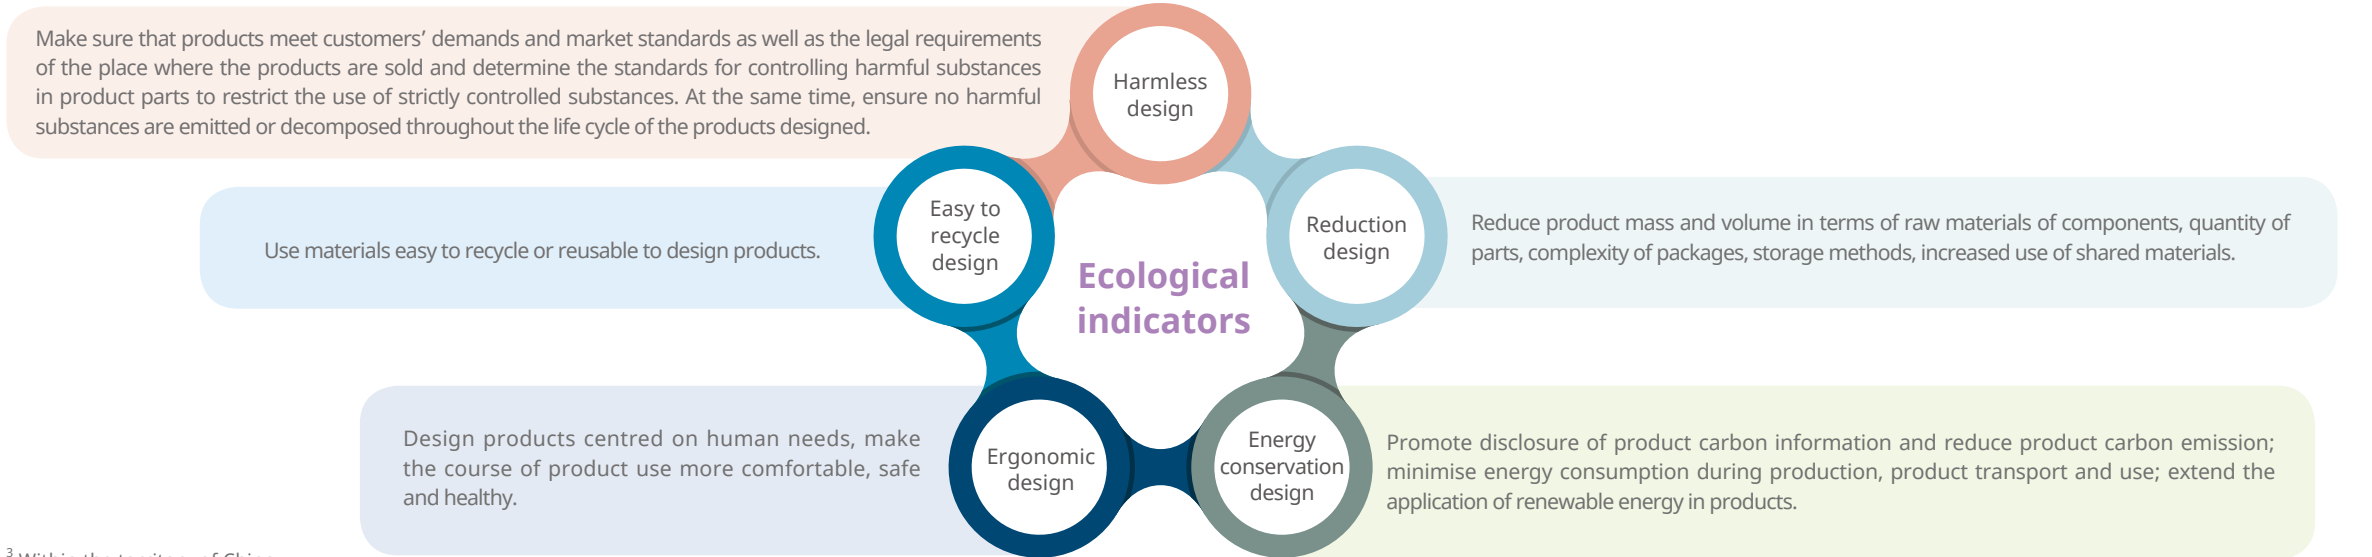 Make sure that products meet customers’ demands and market standards as well as the legal requirements
of the place where the products are sold and determine the standards for controlling harmful substances
in product parts to restrict the use of strictly controlled substances. At the same time, ensure no harmful
substances are emitted or decomposed throughout the life cycle of the products designed.
Harmless
design
Use materials easy to recycle or reusable to design products.
Easy to
recycle
design
Reduction
design
Reduce product mass and volume in terms of raw materials of components, quantity of
parts, complexity of packages, storage methods, increased use of shared materials.
Ecological
indicators
Design products centred on human needs, make
the course of product use more comfortable, safe
and healthy.
Ergonomic
design
Energy
conservation
design
Promote disclosure of product carbon information and reduce product carbon emission;
minimise energy consumption during production, product transport and use; extend the
application of renewable energy in products.
3 Within the territory of China